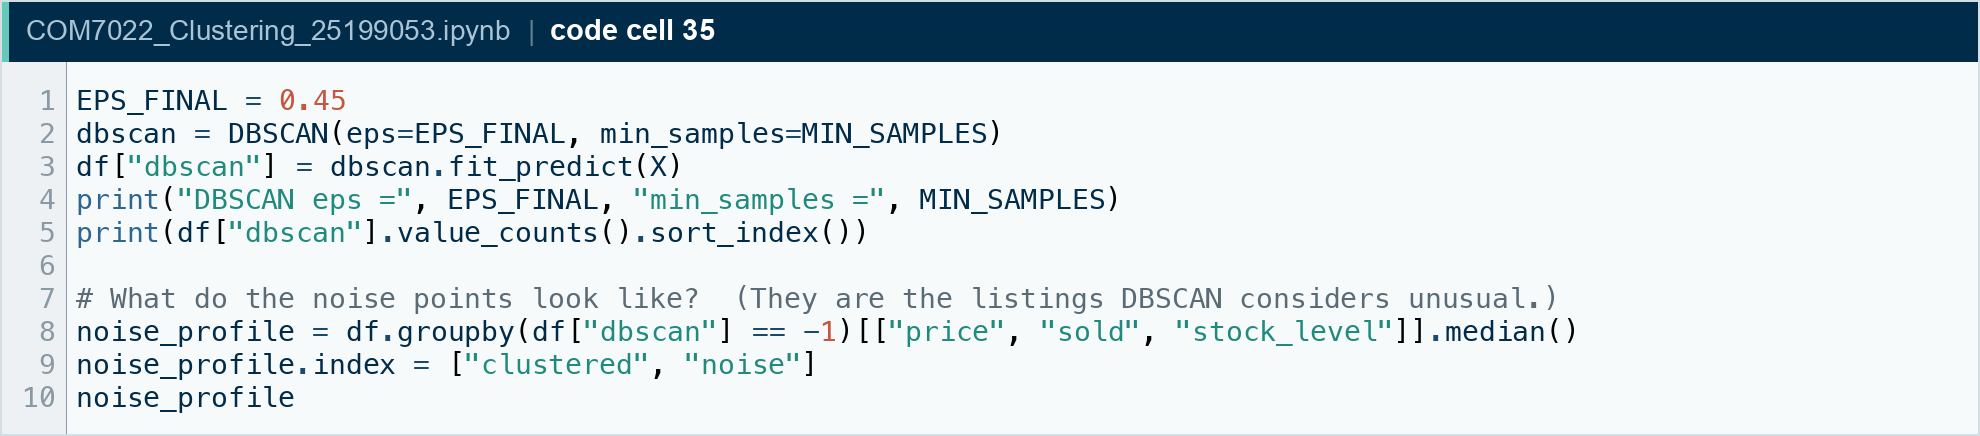 COM7022_Clustering_25199053.ipynb | code cell 35
1 EPS_FINAL = 0.45
2 dbscan = DBSCAN(eps=EPS_FINAL, min_samples=MIN_SAMPLES)
3 df["dbscan"] = dbscan.fit_predict(X)
4 print("DBSCAN eps =", EPS_FINAL, "min_samples =", MIN_SAMPLES)
5 print(df["dbscan"].value_counts().sort_index())
6
7 # What do the noise points look like?  (They are the listings DBSCAN considers unusual.)
8 noise_profile = df.groupby(df["dbscan"] == −1)[["price", "sold", "stock_level"]].median()
9 noise_profile.index = ["clustered", "noise"]
10 noise_profile